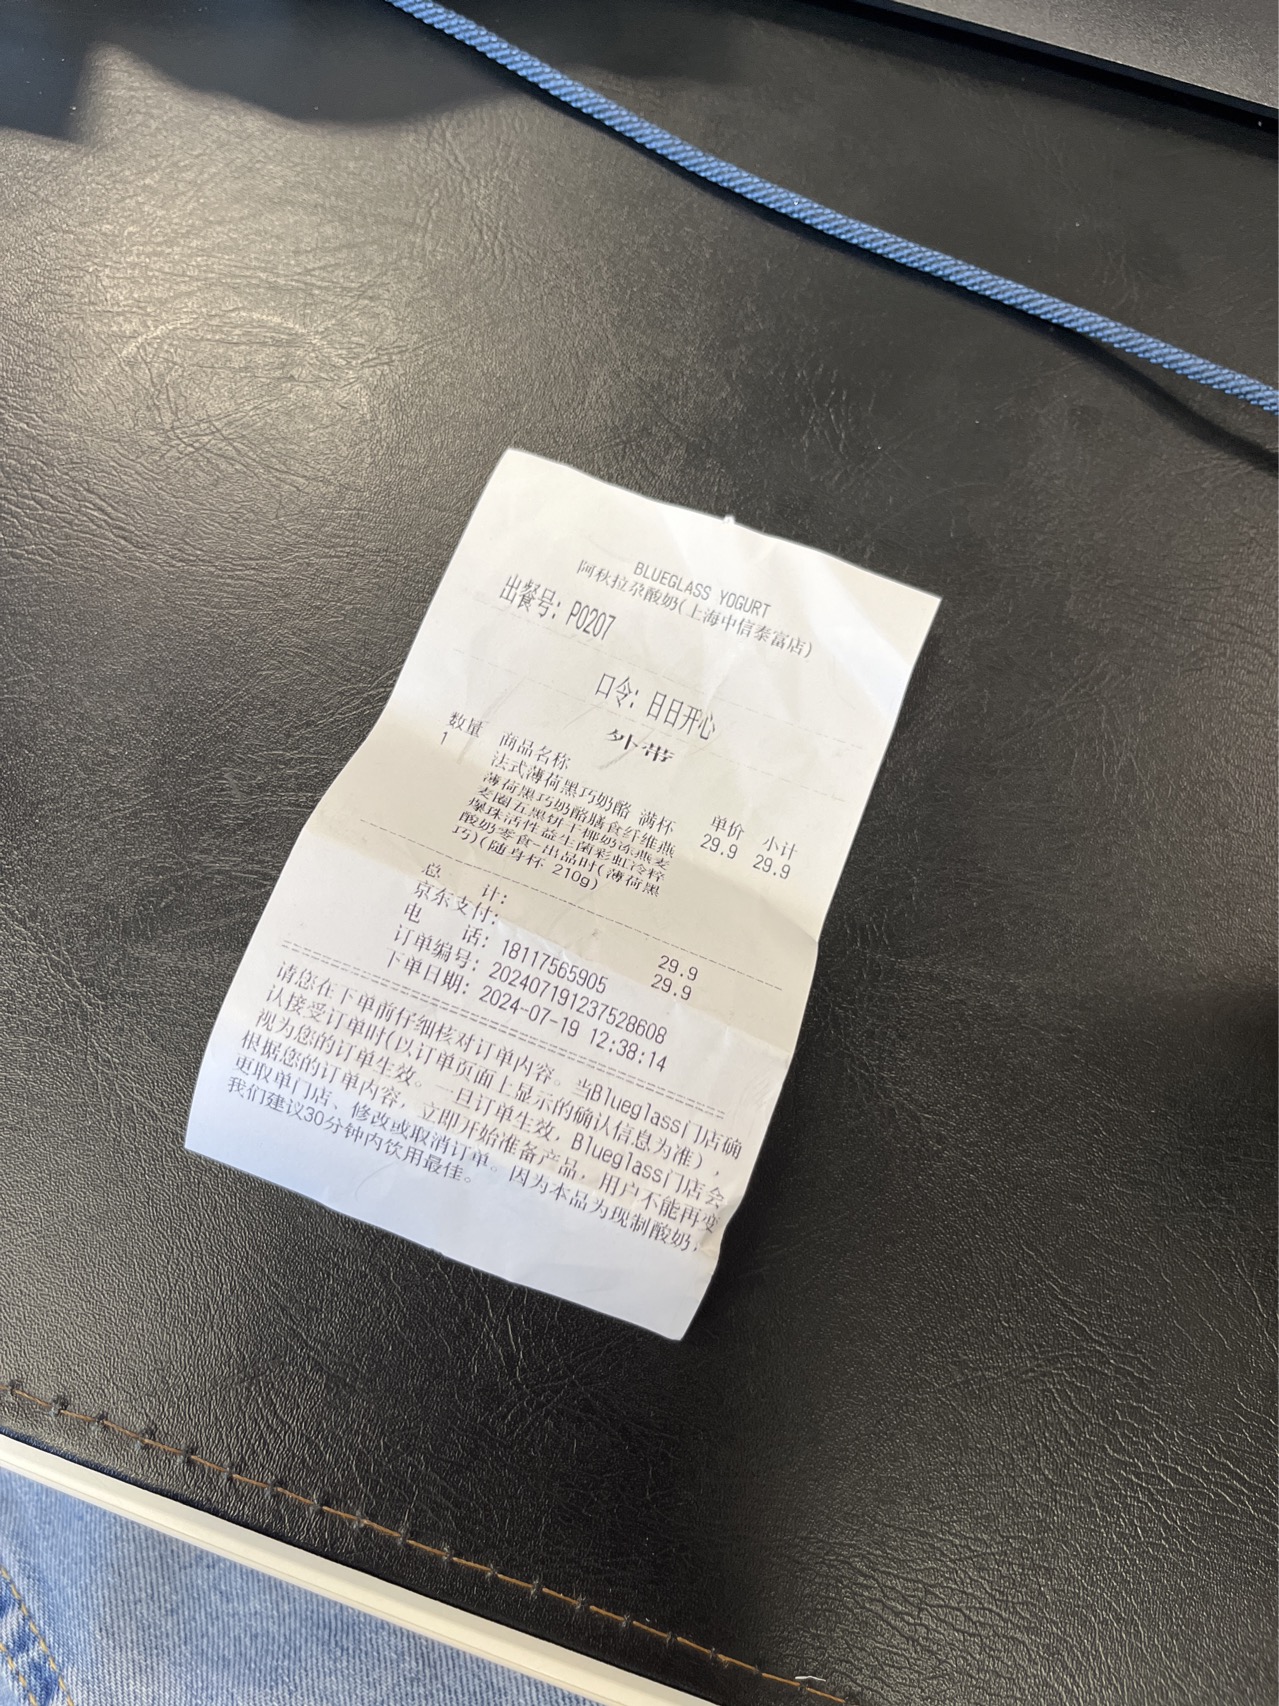 BLUEGLASS YOGURT
阿秋拉尕酸奶(上海中信泰富店)
出餐号: P0207
口令: 日日开心
外带
数量 商品名称 单价 小计
1 法式薄荷黑巧奶酪 满杯 29.9 29.9
薄荷黑巧奶酪膳食纤维燕
麦圈五黑饼干椰奶冻燕麦
爆珠活性益生菌彩虹冷粹
酸奶零食-出品时(薄荷黑
巧)(随身杯 210g)
总 计: 29.9
京东支付: 29.9
电 话: 18117565905
订单编号: 202407191237528608
下单日期: 2024-07-19 12:38:14
请您在下单前仔细核对订单内容。当Blueglass门店确
认接受订单时(以订单页面上显示的确认信息为准),
视为您的订单生效。一旦订单生效, Blueglass门店会
根据您的订单内容, 立即开始准备产品, 用户不能再变
更取单门店、修改或取消订单。因为本品为现制酸奶,
我们建议30分钟内饮用最佳。